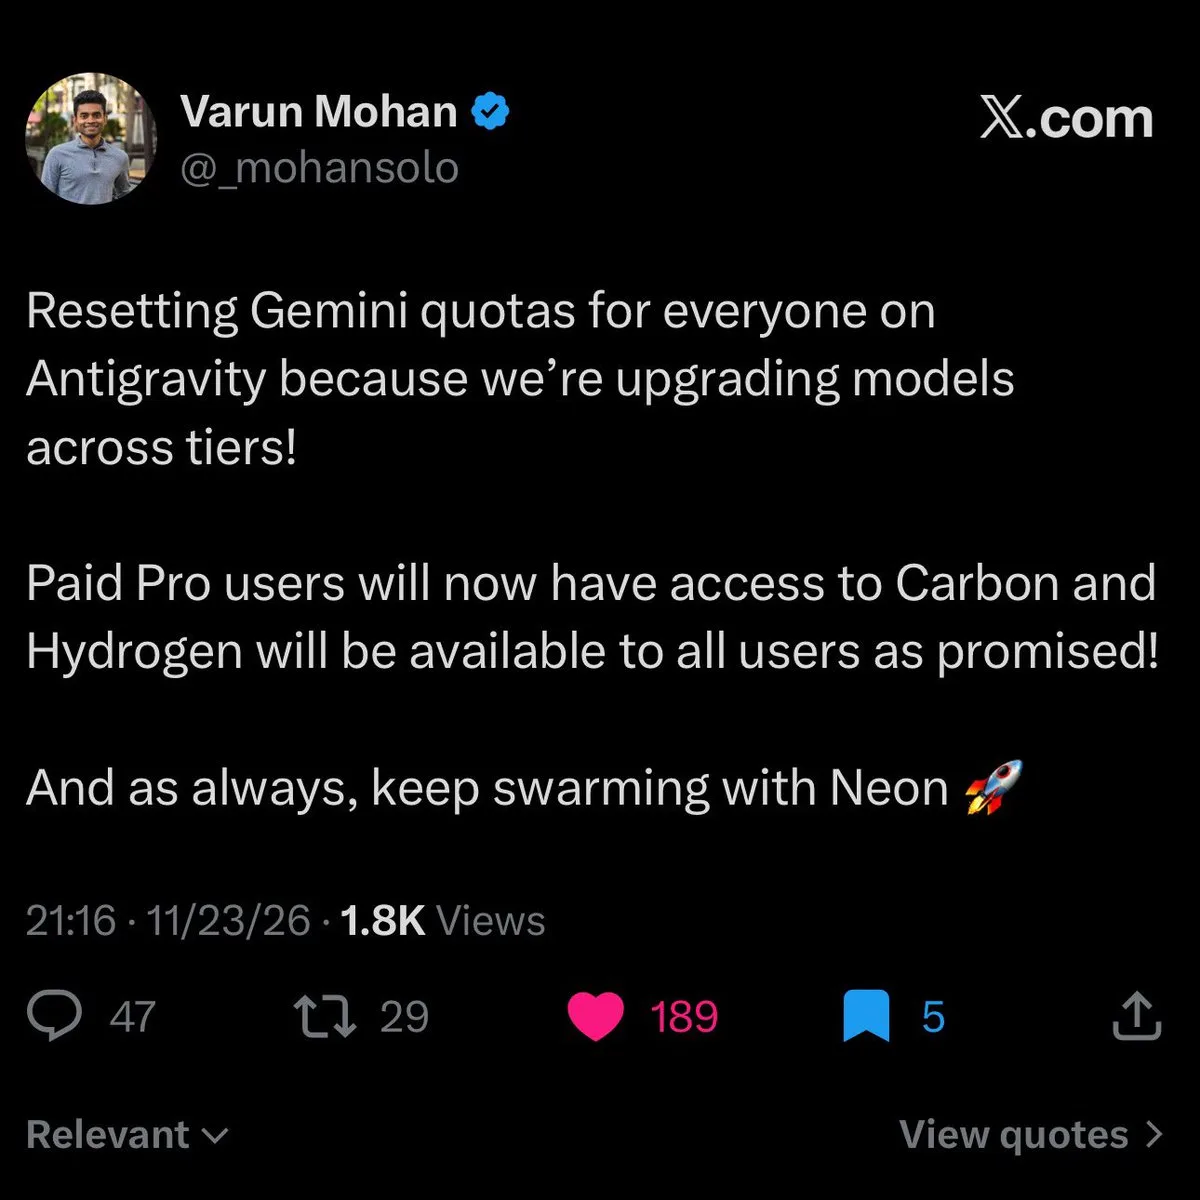 Varun Mohan
X.com
@_mohansolo
Resetting Gemini quotas for everyone on
Antigravity because we’re upgrading models
across tiers!
Paid Pro users will now have access to Carbon and
Hydrogen will be available to all users as promised!
And as always, keep swarming with Neon 🚀
21:16 · 11/23/26 · 1.8K Views
47 29 189 5
Relevant View quotes